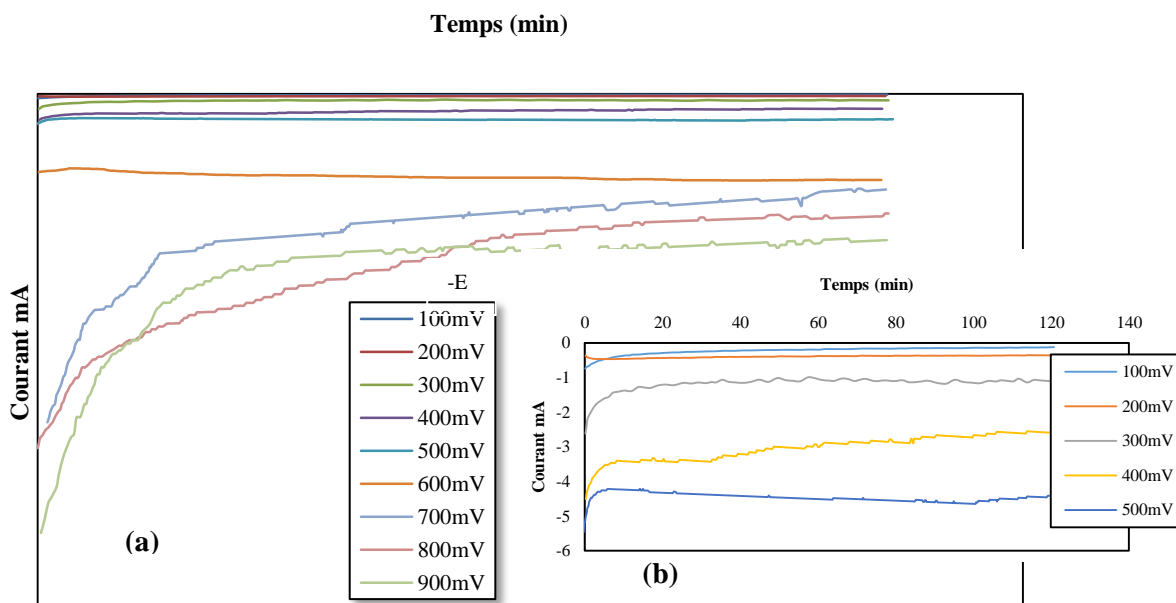 Temps (min)
Courant mA
(a)
-E
100mV
200mV
300mV
400mV
500mV
600mV
700mV
800mV
900mV
Temps (min)
0 20 40 60 80 100 120 140
0
-1
-2
-3
-4
-5
-6
Courant mA
100mV
200mV
300mV
400mV
500mV
(b)